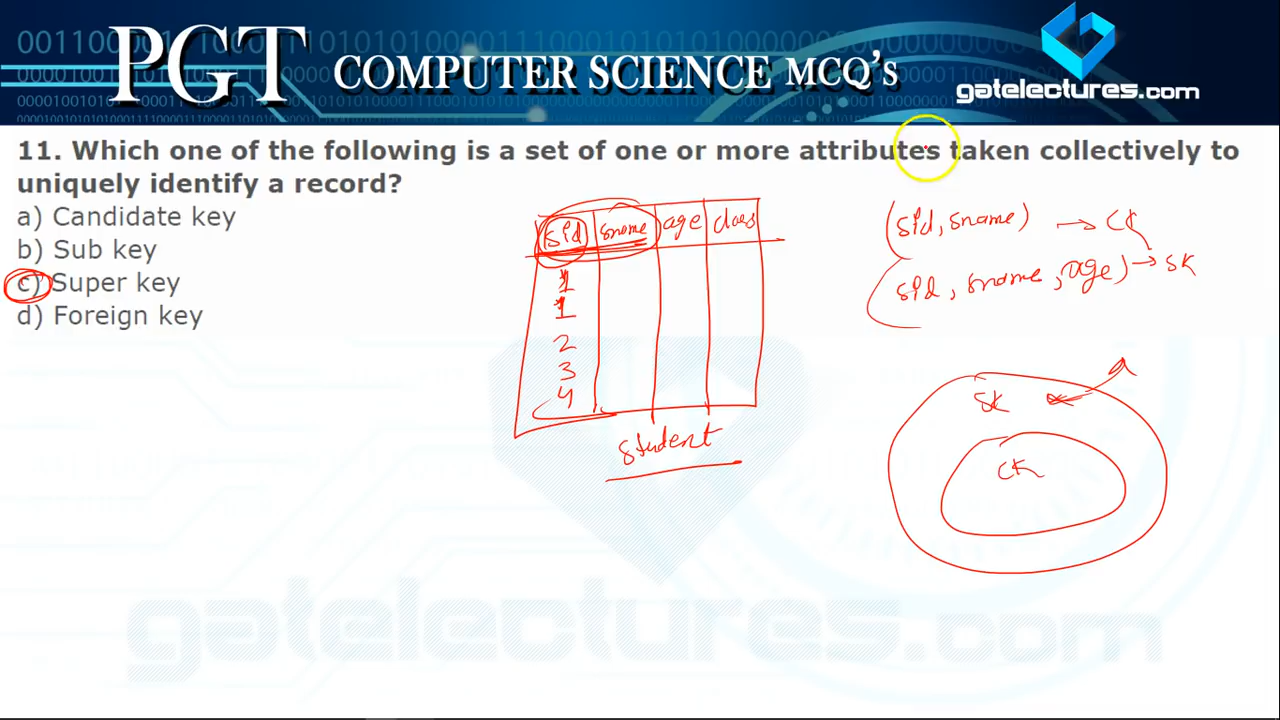 PGT COMPUTER SCIENCE MCQ'S
gatelectures.com
11. Which one of the following is a set of one or more attributes taken collectively to
uniquely identify a record?
a) Candidate key
b) Sub key
c) Super key
d) Foreign key
sid sname age class
1
1
2
3
4
student
(sid, sname) → CK
(sid, sname, age) → SK
SK
CK
gatelectures.com